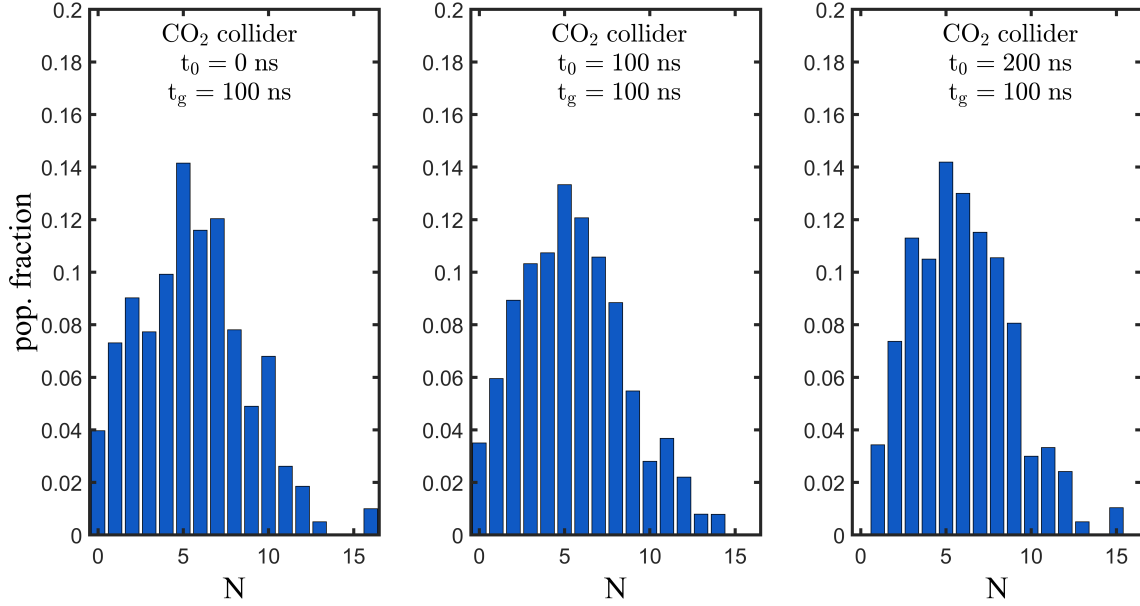 CO₂ collider
t₀ = 0 ns
t_g = 100 ns
pop. fraction
0.2
0.18
0.16
0.14
0.12
0.1
0.08
0.06
0.04
0.02
0
0 5 10 15
N
CO₂ collider
t₀ = 100 ns
t_g = 100 ns
0.2
0.18
0.16
0.14
0.12
0.1
0.08
0.06
0.04
0.02
0
0 5 10 15
N
CO₂ collider
t₀ = 200 ns
t_g = 100 ns
0.2
0.18
0.16
0.14
0.12
0.1
0.08
0.06
0.04
0.02
0
0 5 10 15
N